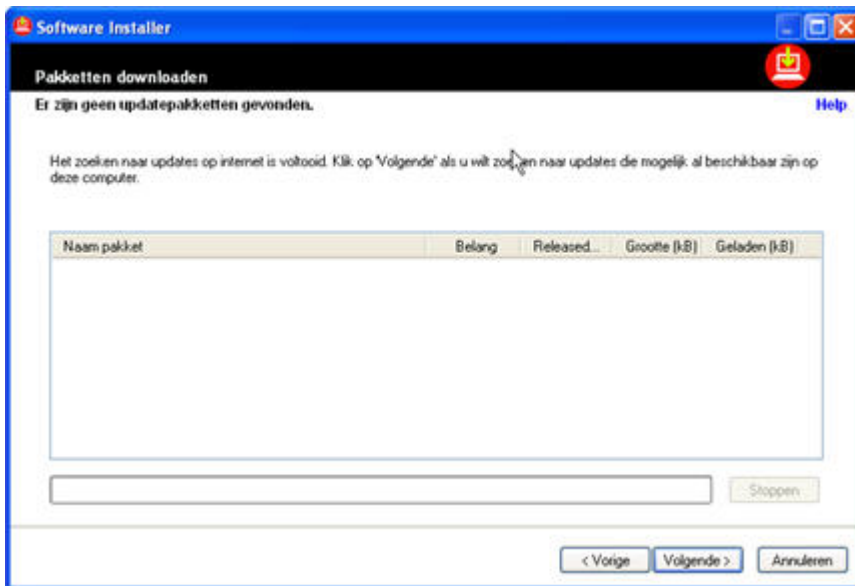 Software Installer
Pakketten downloaden
Er zijn geen updatepakketten gevonden.
Help
Het zoeken naar updates op internet is voltooid. Klik op 'Volgende' als u wilt zoeken naar updates die mogelijk al beschikbaar zijn op
deze computer.
Naam pakket Belang Released... Grootte (kB) Geladen (kB)
Stoppen
< Vorige Volgende > Annuleren